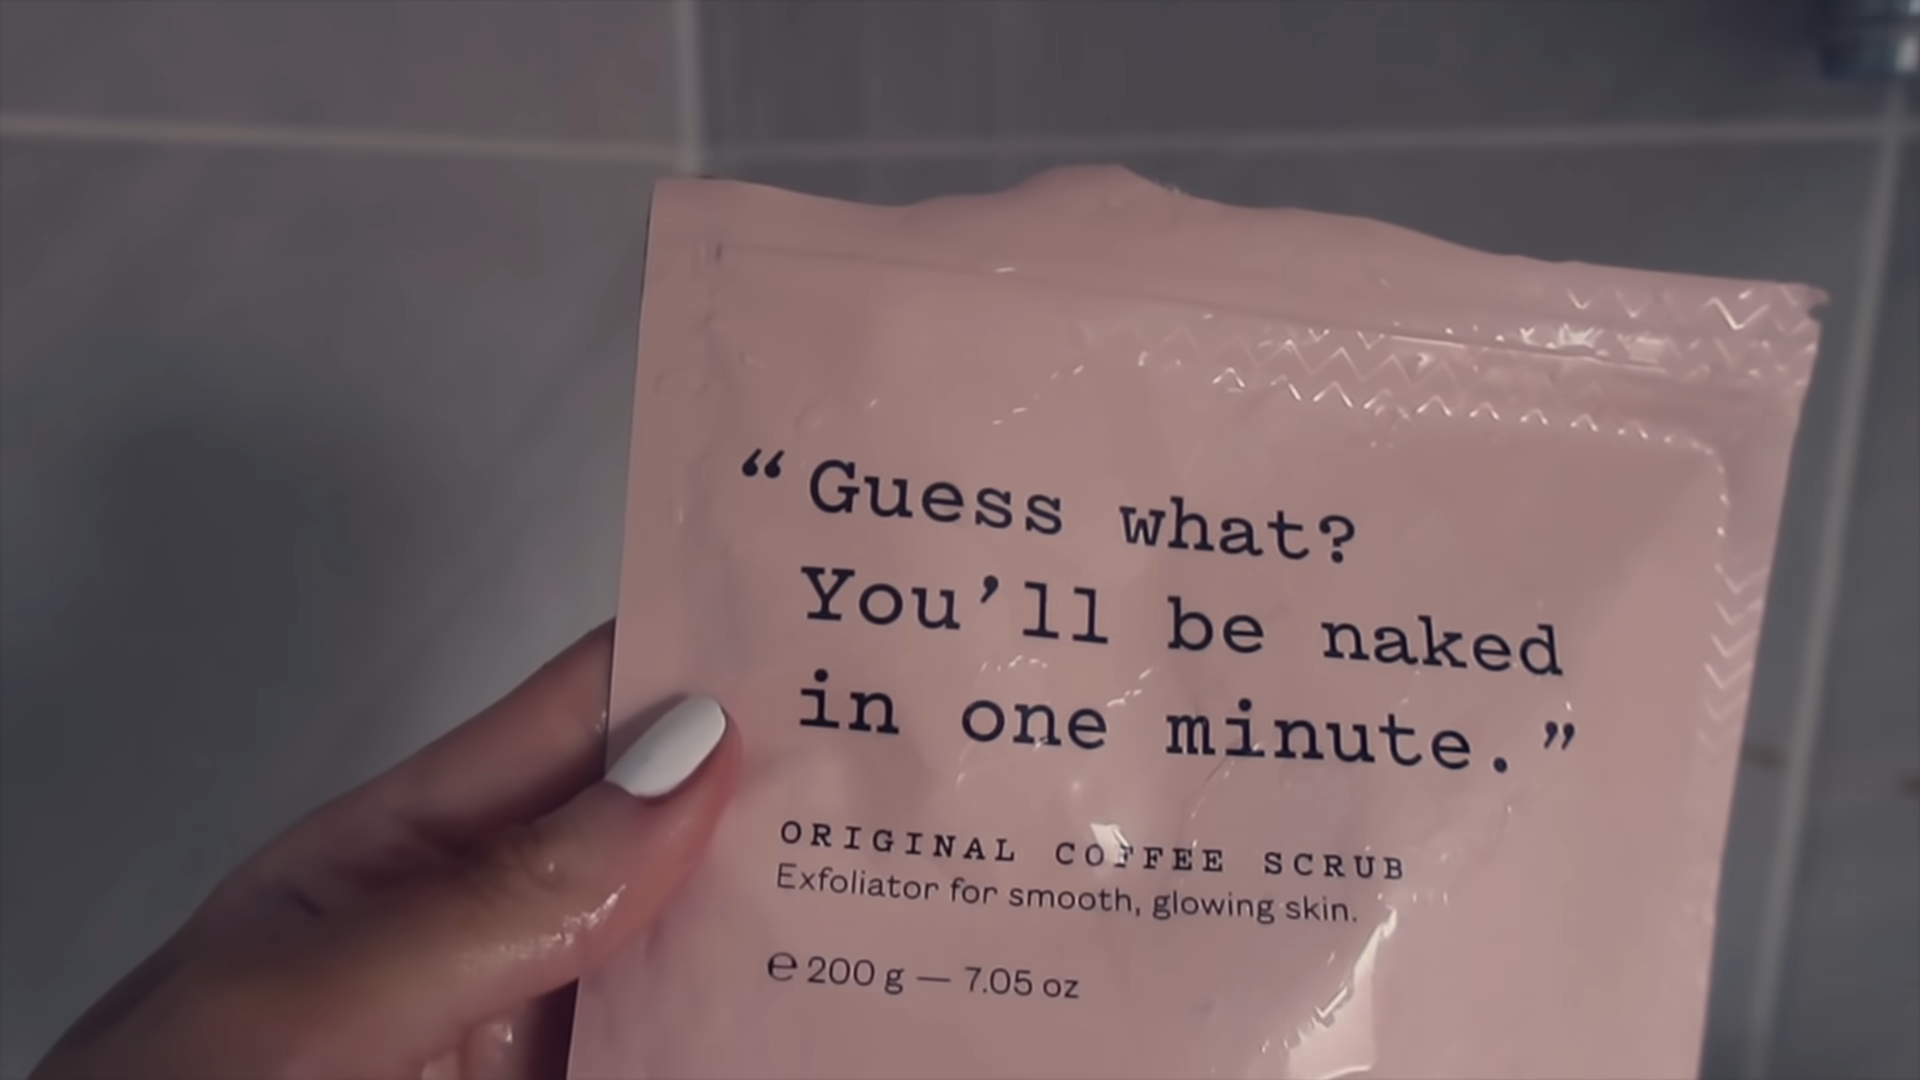 “Guess what?
You’ll be naked
in one minute.”
ORIGINAL COFFEE SCRUB
Exfoliator for smooth, glowing skin.
℮ 200 g — 7.05 oz